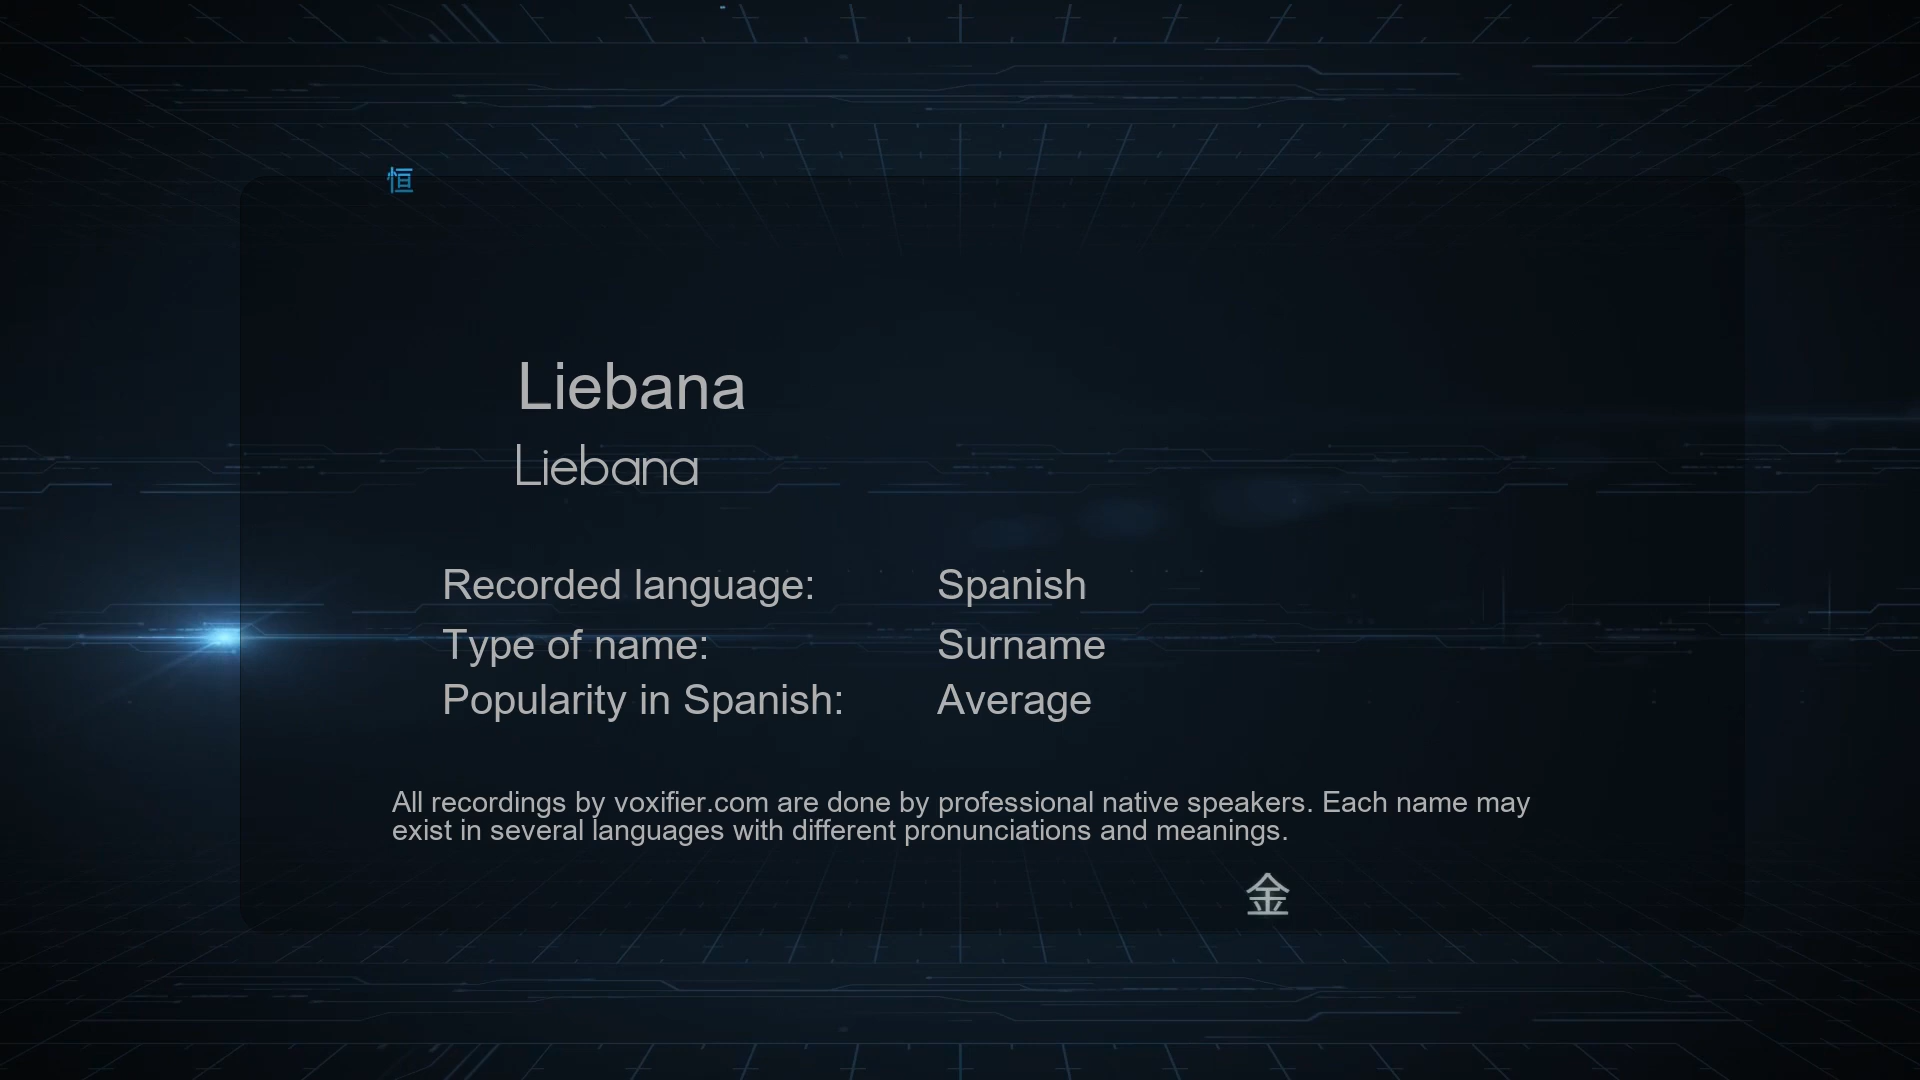 恒
Liebana
Liebana
Recorded language: Spanish
Type of name: Surname
Popularity in Spanish: Average
All recordings by voxifier.com are done by professional native speakers. Each name may
exist in several languages with different pronunciations and meanings.
金